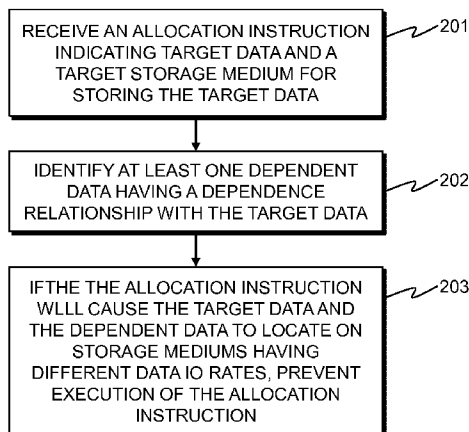 RECEIVE AN ALLOCATION INSTRUCTION
INDICATING TARGET DATA AND A
TARGET STORAGE MEDIUM FOR
STORING THE TARGET DATA
201
IDENTIFY AT LEAST ONE DEPENDENT
DATA HAVING A DEPENDENCE
RELATIONSHIP WITH THE TARGET DATA
202
IFTHE THE ALLOCATION INSTRUCTION
WLLL CAUSE THE TARGET DATA AND
THE DEPENDENT DATA TO LOCATE ON
STORAGE MEDIUMS HAVING
DIFFERENT DATA IO RATES, PREVENT
EXECUTION OF THE ALLOCATION
INSTRUCTION
203